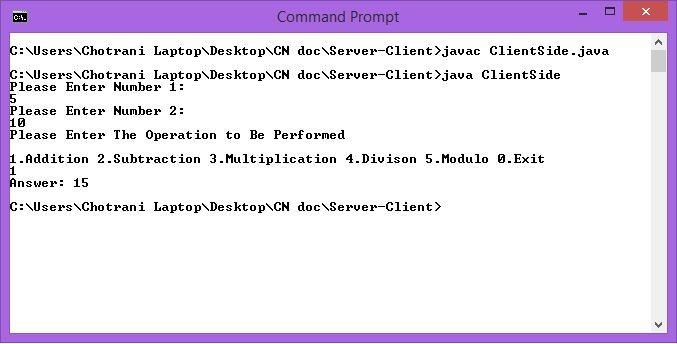 Command Prompt
C:\Users\Chotrani Laptop\Desktop\CN doc\Server-Client>javac ClientSide.java
C:\Users\Chotrani Laptop\Desktop\CN doc\Server-Client>java ClientSide
Please Enter Number 1:
5
Please Enter Number 2:
10
Please Enter The Operation to Be Performed
1.Addition 2.Subtraction 3.Multiplication 4.Divison 5.Modulo 0.Exit
1
Answer: 15
C:\Users\Chotrani Laptop\Desktop\CN doc\Server-Client>